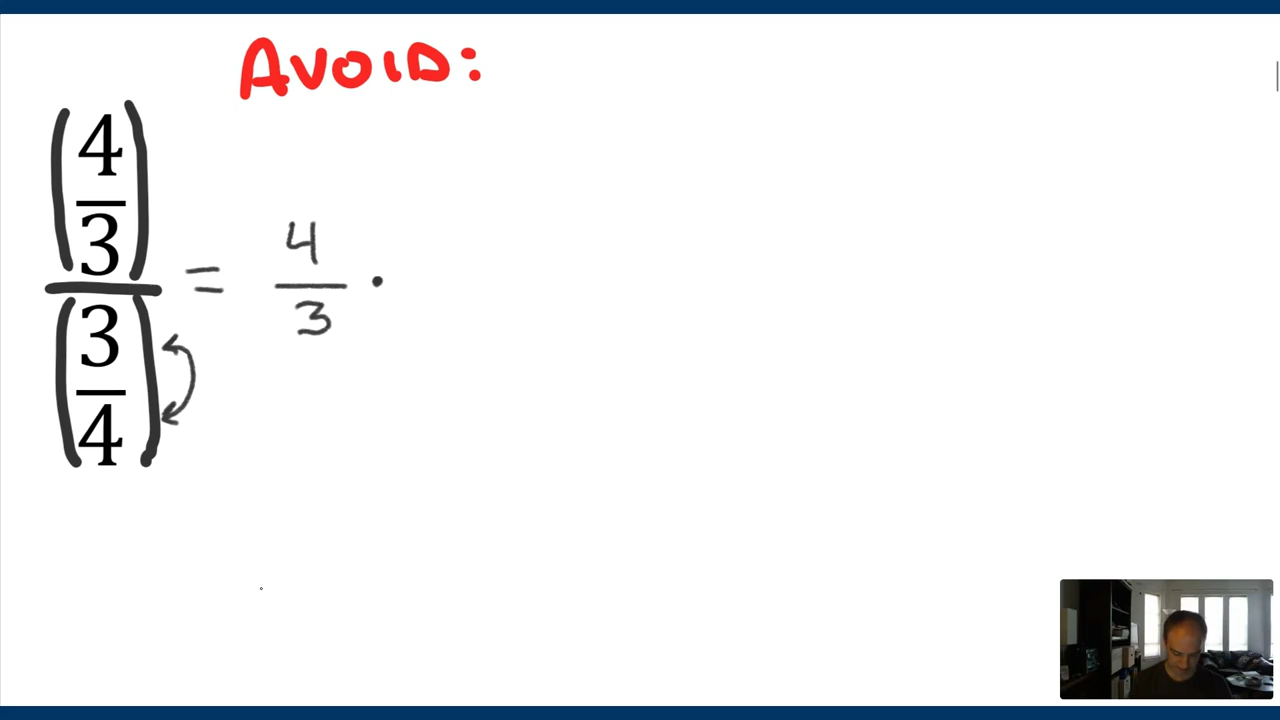 AVOID:
(4/3)/(3/4) = 4/3 ·